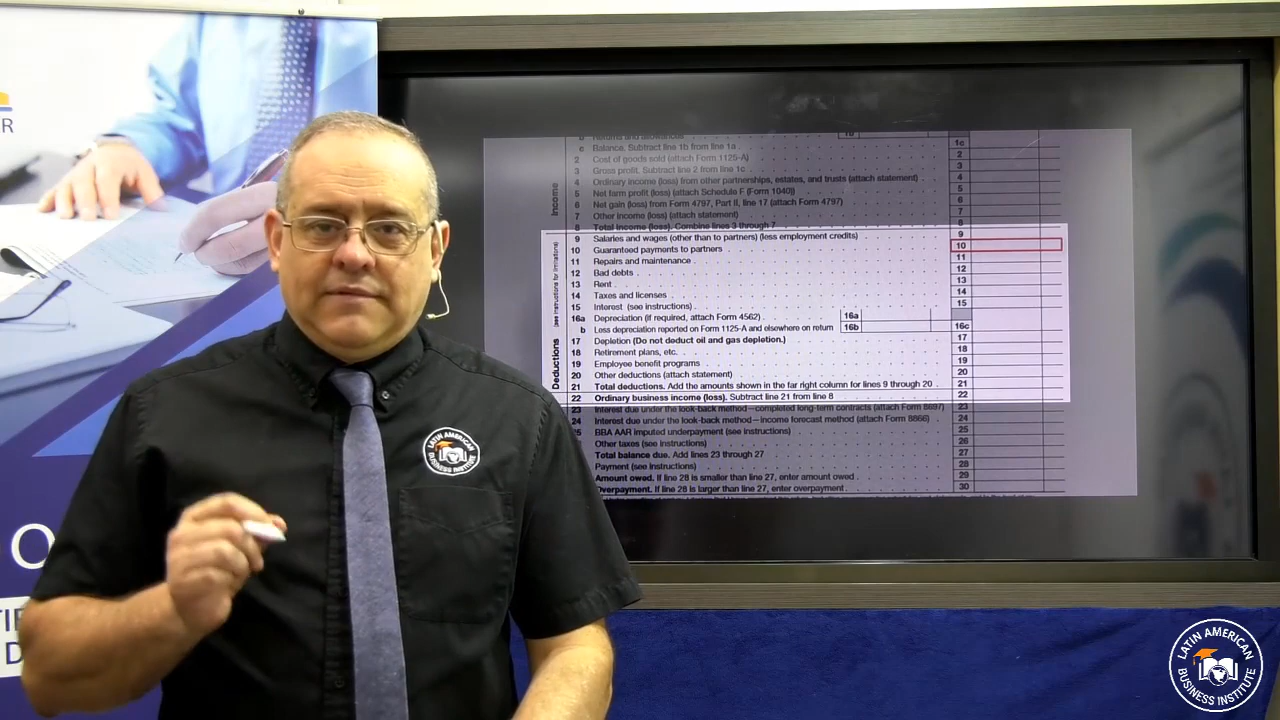 R
O
TIF
D
LATIN AMERICAN
BUSINESS INSTITUTE
Income
Returns and allowances 1b
c Balance. Subtract line 1b from line 1a 1c
2 Cost of goods sold (attach Form 1125-A) 2
3 Gross profit. Subtract line 2 from line 1c 3
4 Ordinary income (loss) from other partnerships, estates, and trusts (attach statement) 4
5 Net farm profit (loss) (attach Schedule F (Form 1040)) 5
6 Net gain (loss) from Form 4797, Part II, line 17 (attach Form 4797) 6
7 Other income (loss) (attach statement) 7
8 Total income (loss). Combine lines 3 through 7 8
Deductions (see instructions for limitations)
9 Salaries and wages (other than to partners) (less employment credits) 9
10 Guaranteed payments to partners 10
11 Repairs and maintenance 11
12 Bad debts 12
13 Rent 13
14 Taxes and licenses 14
15 Interest (see instructions) 15
16a Depreciation (if required, attach Form 4562) 16a
b Less depreciation reported on Form 1125-A and elsewhere on return 16b 16c
17 Depletion (Do not deduct oil and gas depletion.) 17
18 Retirement plans, etc. 18
19 Employee benefit programs 19
20 Other deductions (attach statement) 20
21 Total deductions. Add the amounts shown in the far right column for lines 9 through 20 21
22 Ordinary business income (loss). Subtract line 21 from line 8 22
23 Interest due under the look-back method—completed long-term contracts (attach Form 8697) 23
24 Interest due under the look-back method—income forecast method (attach Form 8866) 24
25 BBA AAR imputed underpayment (see instructions) 25
Other taxes (see instructions) 26
Total balance due. Add lines 23 through 27 27
Payment (see instructions) 28
Amount owed. If line 28 is smaller than line 27, enter amount owed 29
Overpayment. If line 28 is larger than line 27, enter overpayment 30
LATIN AMERICAN
BUSINESS INSTITUTE